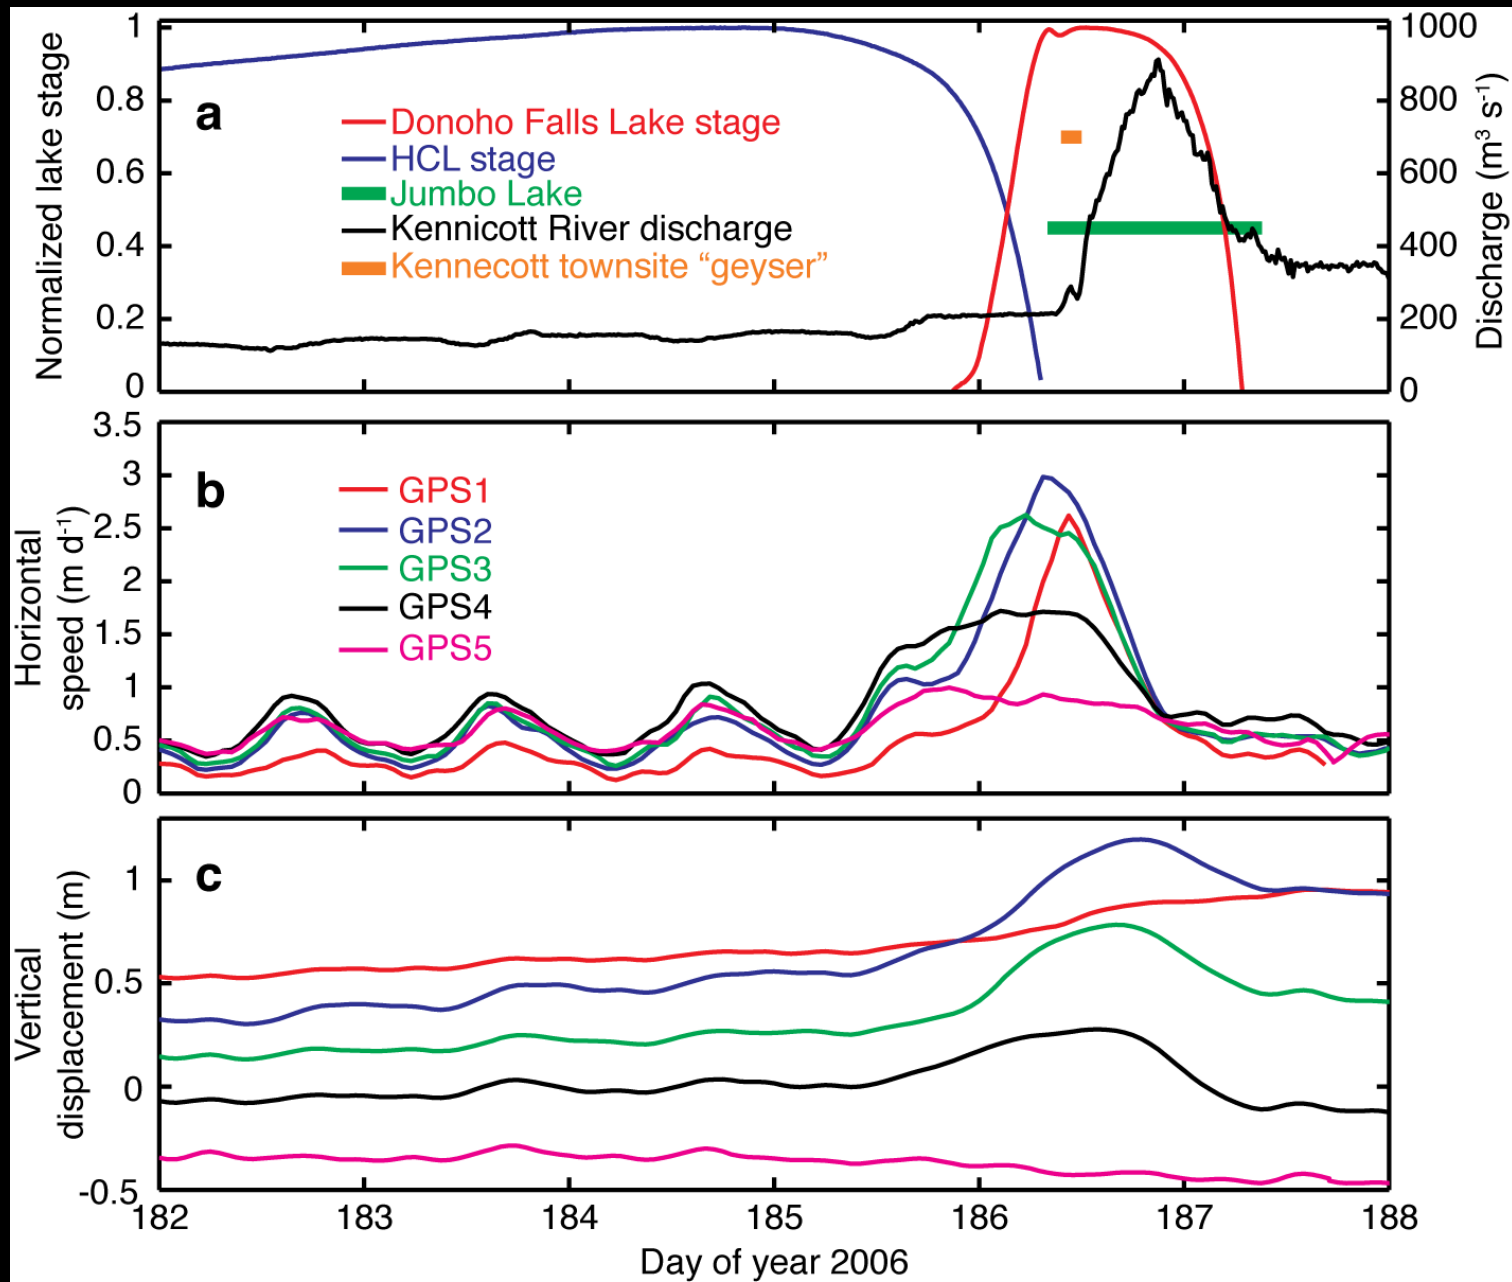 1
0.8
0.6
0.4
0.2
0
Normalized lake stage
a
Donoho Falls Lake stage
HCL stage
Jumbo Lake
Kennicott River discharge
Kennecott townsite “geyser”
1000
800
600
400
200
0
Discharge (m³ s⁻¹)
3.5
3
2.5
2
1.5
1
0.5
0
Horizontal
speed (m d⁻¹)
b
GPS1
GPS2
GPS3
GPS4
GPS5
1
0.5
0
-0.5
Vertical
displacement (m)
c
182 183 184 185 186 187 188
Day of year 2006